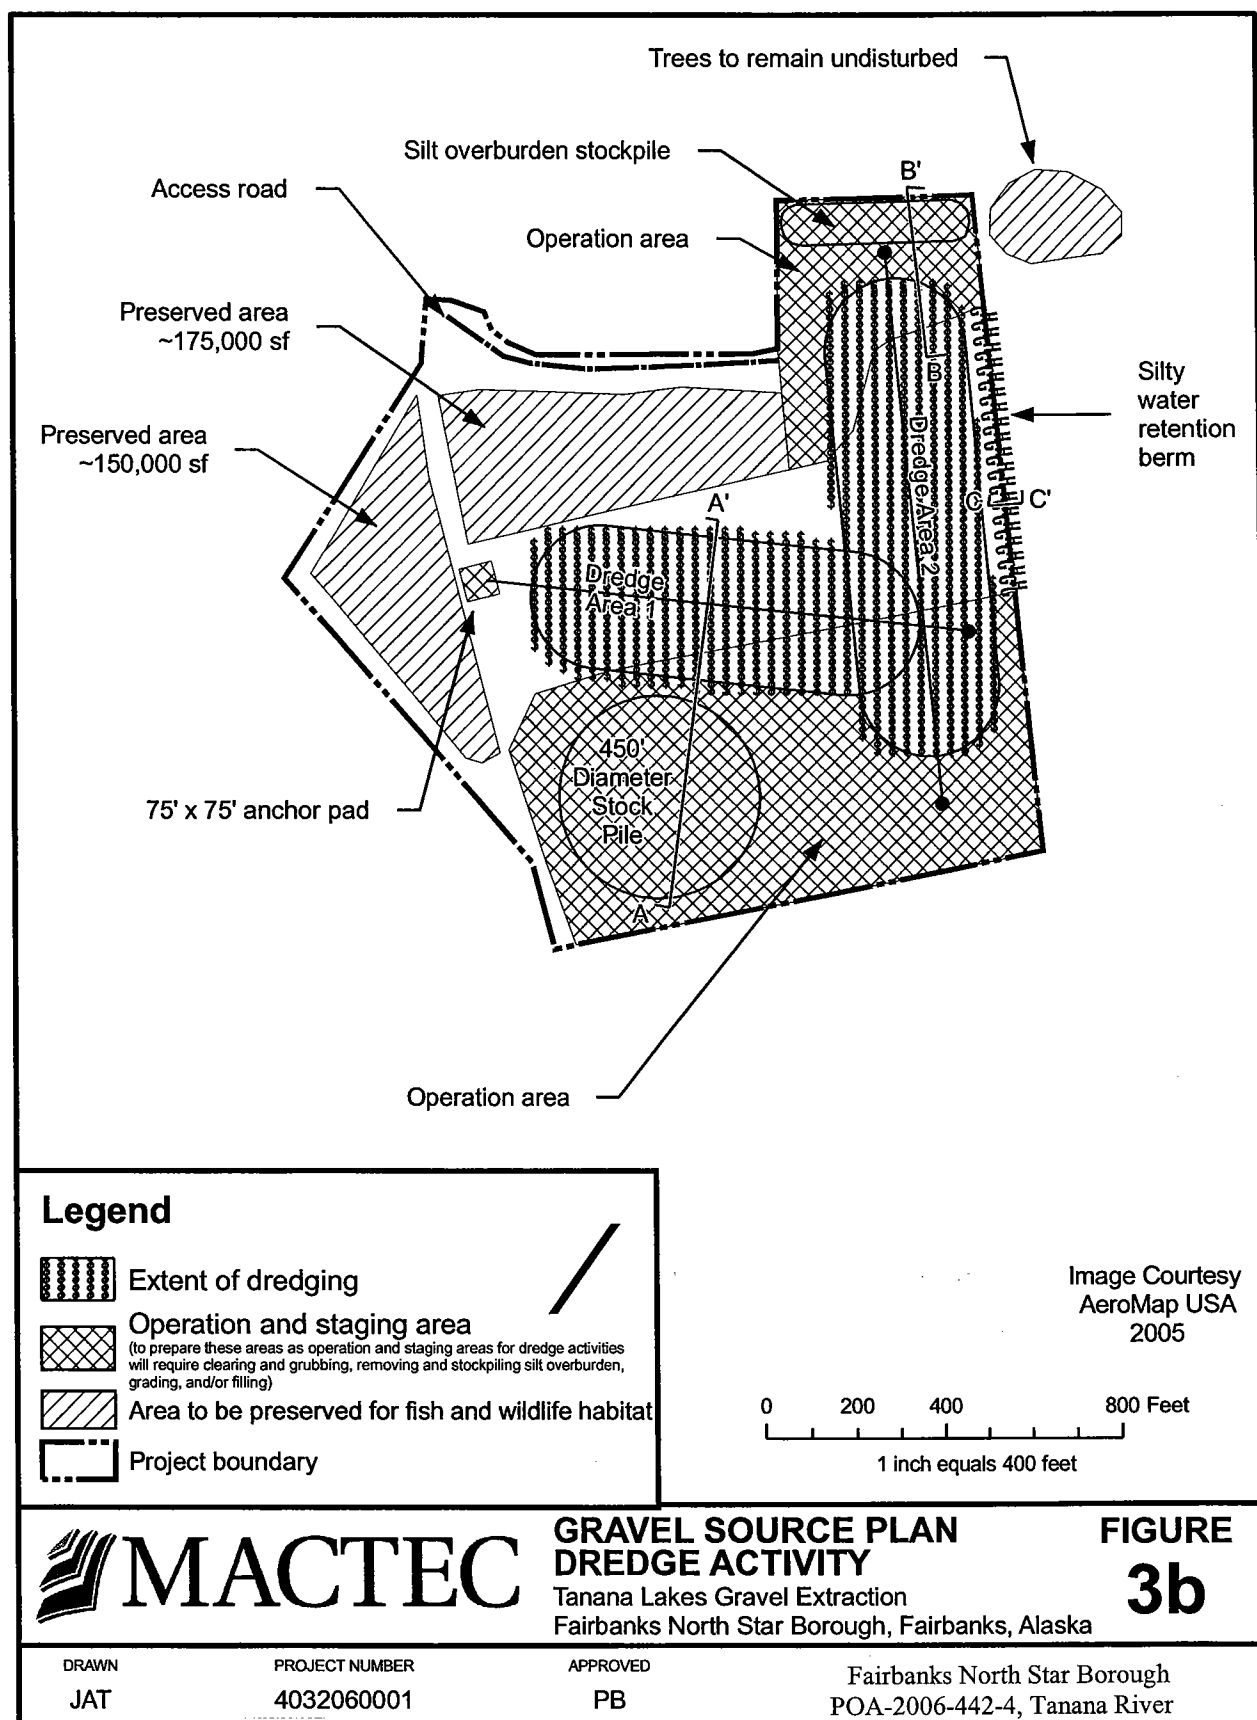 Trees to remain undisturbed
Silt overburden stockpile
B'
Access road
Operation area
Preserved area
~175,000 sf
B
Silty
water
retention
berm
Preserved area
~150,000 sf
Dredge Area 2
A'
C
C'
Dredge
Area 1
450'
Diameter
Stock
Pile
75' x 75' anchor pad
A
Operation area
Legend
Extent of dredging
Operation and staging area
(to prepare these areas as operation and staging areas for dredge activities
will require clearing and grubbing, removing and stockpiling silt overburden,
grading, and/or filling)
Area to be preserved for fish and wildlife habitat
Project boundary
Image Courtesy
AeroMap USA
2005
0 200 400 800 Feet
1 inch equals 400 feet
MACTEC
GRAVEL SOURCE PLAN
DREDGE ACTIVITY
Tanana Lakes Gravel Extraction
Fairbanks North Star Borough, Fairbanks, Alaska
FIGURE
3b
DRAWN
JAT
PROJECT NUMBER
4032060001
APPROVED
PB
Fairbanks North Star Borough
POA-2006-442-4, Tanana River